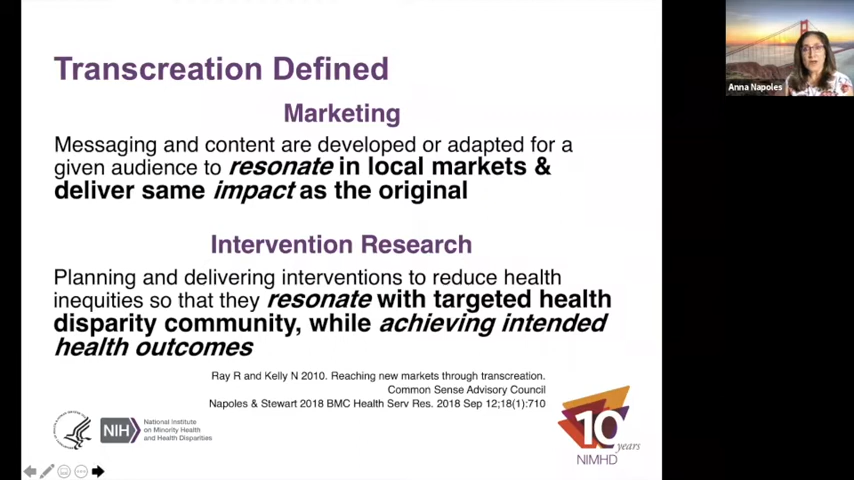 Transcreation Defined
Marketing
Messaging and content are developed or adapted for a
given audience to resonate in local markets &
deliver same impact as the original
Intervention Research
Planning and delivering interventions to reduce health
inequities so that they resonate with targeted health
disparity community, while achieving intended
health outcomes
Ray R and Kelly N 2010. Reaching new markets through transcreation.
Common Sense Advisory Council
Napoles & Stewart 2018 BMC Health Serv Res. 2018 Sep 12;18(1):710
NIH
National Institute
on Minority Health
and Health Disparities
10
years
NIMHD
Anna Napoles